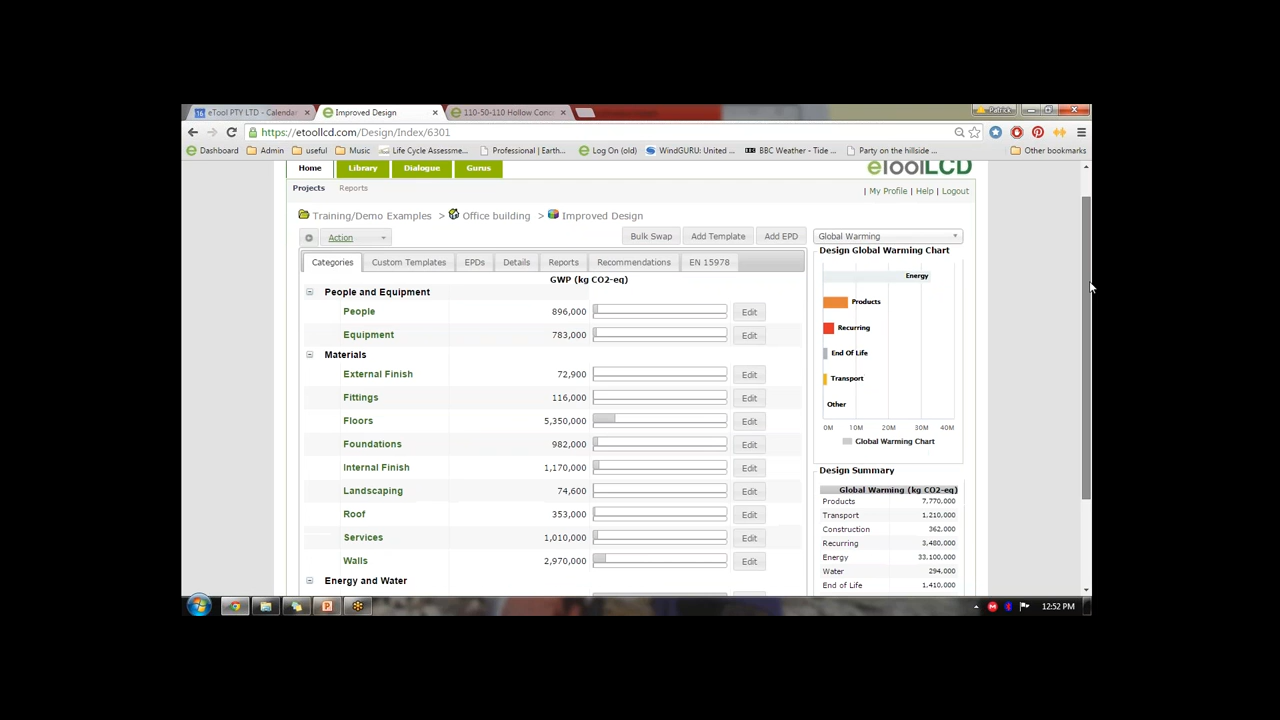 eTool PTY LTD - Calendar
Improved Design
110-50-110 Hollow Conc
Patrick
https://etoollcd.com/Design/Index/6301
Dashboard
Admin
useful
Music
Life Cycle Assessme...
Professional | Earth...
Log On (old)
WindGURU: United ...
BBC Weather - Tide ...
Party on the hillside ...
Other bookmarks
Home
Library
Dialogue
Gurus
eToolLCD
Projects
Reports
| My Profile | Help | Logout
Training/Demo Examples > Office building > Improved Design
Action
Bulk Swap
Add Template
Add EPD
Global Warming
Categories
Custom Templates
EPDs
Details
Reports
Recommendations
EN 15978
GWP (kg CO2-eq)
People and Equipment
People 896,000 Edit
Equipment 783,000 Edit
Materials
External Finish 72,900 Edit
Fittings 116,000 Edit
Floors 5,350,000 Edit
Foundations 982,000 Edit
Internal Finish 1,170,000 Edit
Landscaping 74,600 Edit
Roof 353,000 Edit
Services 1,010,000 Edit
Walls 2,970,000 Edit
Energy and Water
Design Global Warming Chart
Energy
Products
Recurring
End Of Life
Transport
Other
0M 10M 20M 30M 40M
Global Warming Chart
Design Summary
Global Warming (kg CO2-eq)
Products 7,770,000
Transport 1,210,000
Construction 362,000
Recurring 3,480,000
Energy 33,100,000
Water 294,000
End of Life 1,410,000
12:52 PM